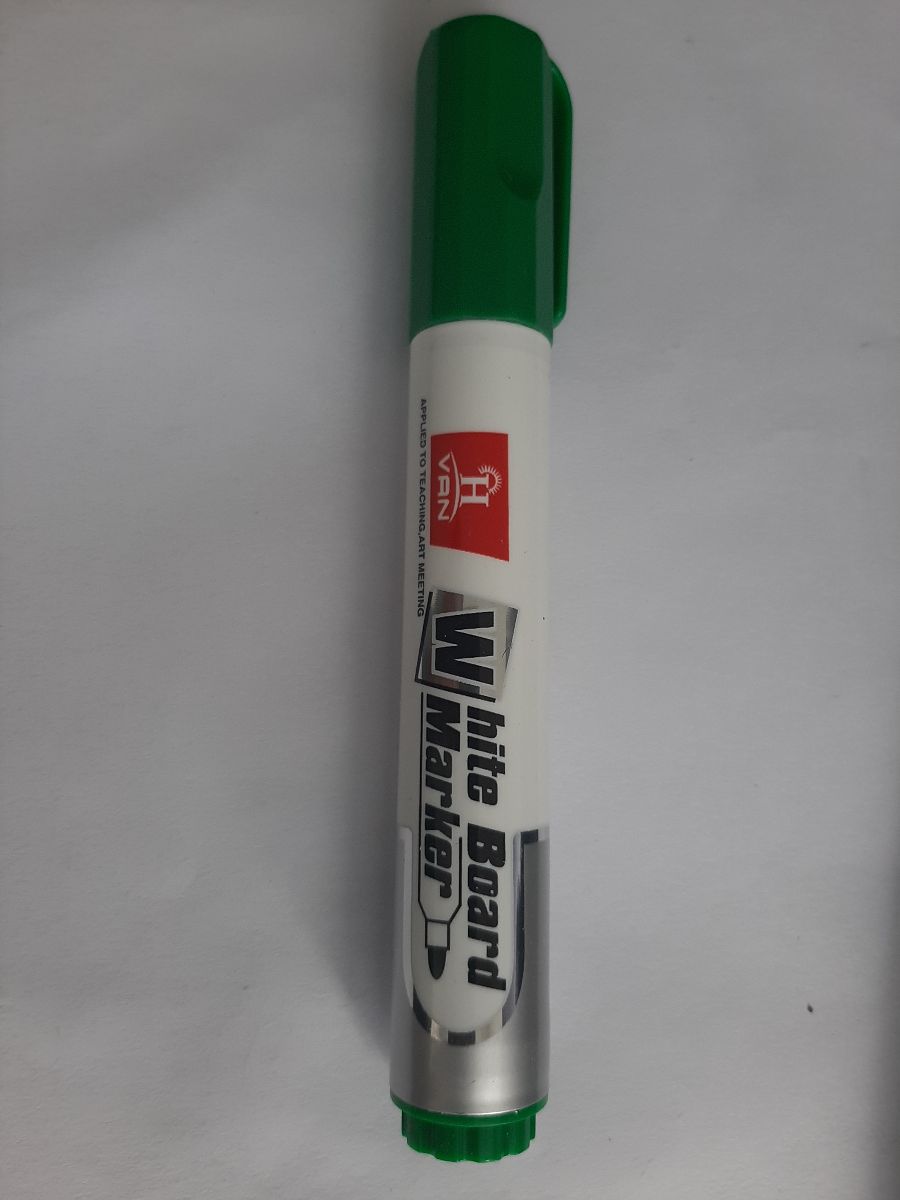 H
VAN
White Board
Marker
APPLIED TO TEACHING,ART MEETING